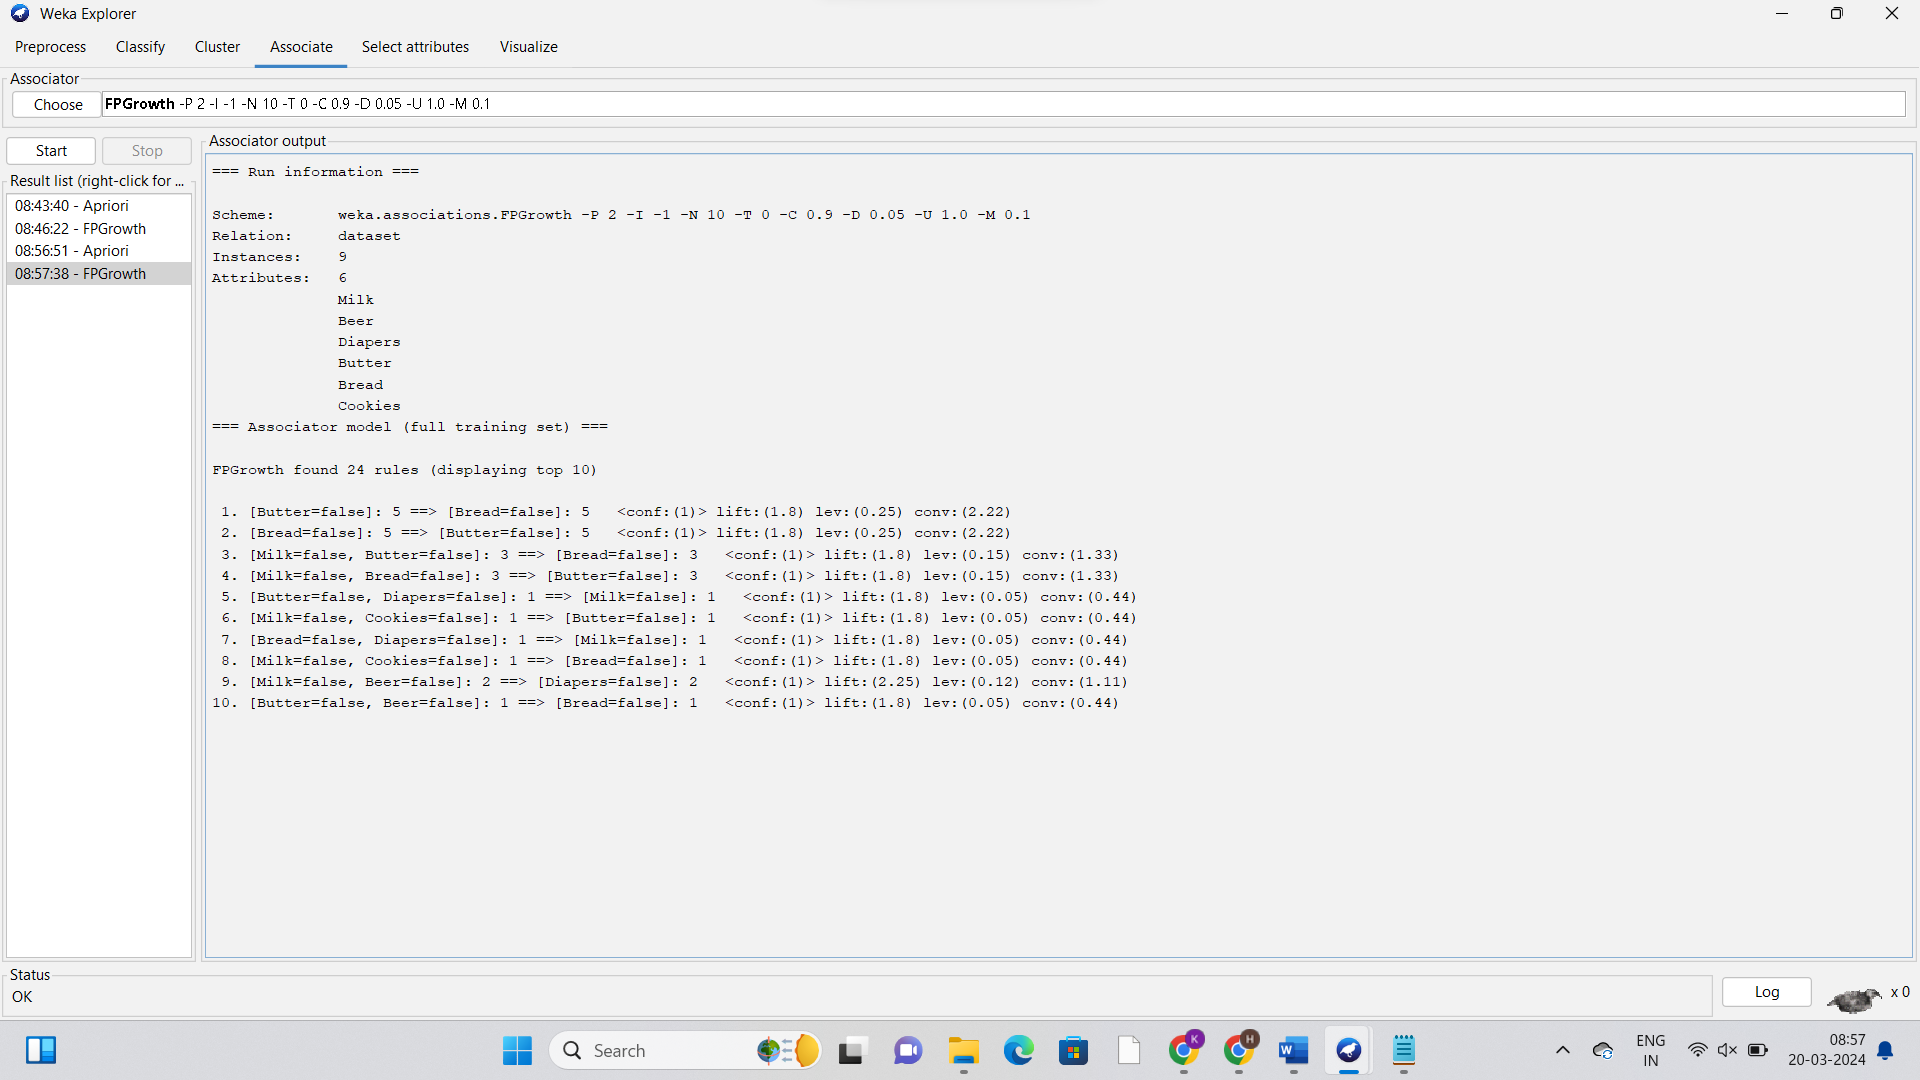 Weka Explorer
Preprocess Classify Cluster Associate Select attributes Visualize
Associator
Choose FPGrowth -P 2 -I -1 -N 10 -T 0 -C 0.9 -D 0.05 -U 1.0 -M 0.1
Start Stop
Result list (right-click for ...
08:43:40 - Apriori
08:46:22 - FPGrowth
08:56:51 - Apriori
08:57:38 - FPGrowth
Associator output
=== Run information ===
Scheme: weka.associations.FPGrowth -P 2 -I -1 -N 10 -T 0 -C 0.9 -D 0.05 -U 1.0 -M 0.1
Relation: dataset
Instances: 9
Attributes: 6
Milk
Beer
Diapers
Butter
Bread
Cookies
=== Associator model (full training set) ===
FPGrowth found 24 rules (displaying top 10)
1. [Butter=false]: 5 ==> [Bread=false]: 5 <conf:(1)> lift:(1.8) lev:(0.25) conv:(2.22)
2. [Bread=false]: 5 ==> [Butter=false]: 5 <conf:(1)> lift:(1.8) lev:(0.25) conv:(2.22)
3. [Milk=false, Butter=false]: 3 ==> [Bread=false]: 3 <conf:(1)> lift:(1.8) lev:(0.15) conv:(1.33)
4. [Milk=false, Bread=false]: 3 ==> [Butter=false]: 3 <conf:(1)> lift:(1.8) lev:(0.15) conv:(1.33)
5. [Butter=false, Diapers=false]: 1 ==> [Milk=false]: 1 <conf:(1)> lift:(1.8) lev:(0.05) conv:(0.44)
6. [Milk=false, Cookies=false]: 1 ==> [Butter=false]: 1 <conf:(1)> lift:(1.8) lev:(0.05) conv:(0.44)
7. [Bread=false, Diapers=false]: 1 ==> [Milk=false]: 1 <conf:(1)> lift:(1.8) lev:(0.05) conv:(0.44)
8. [Milk=false, Cookies=false]: 1 ==> [Bread=false]: 1 <conf:(1)> lift:(1.8) lev:(0.05) conv:(0.44)
9. [Milk=false, Beer=false]: 2 ==> [Diapers=false]: 2 <conf:(1)> lift:(2.25) lev:(0.12) conv:(1.11)
10. [Butter=false, Beer=false]: 1 ==> [Bread=false]: 1 <conf:(1)> lift:(1.8) lev:(0.05) conv:(0.44)
Status
OK
Log
x 0
Search
K
H
W
ENG
IN
08:57
20-03-2024